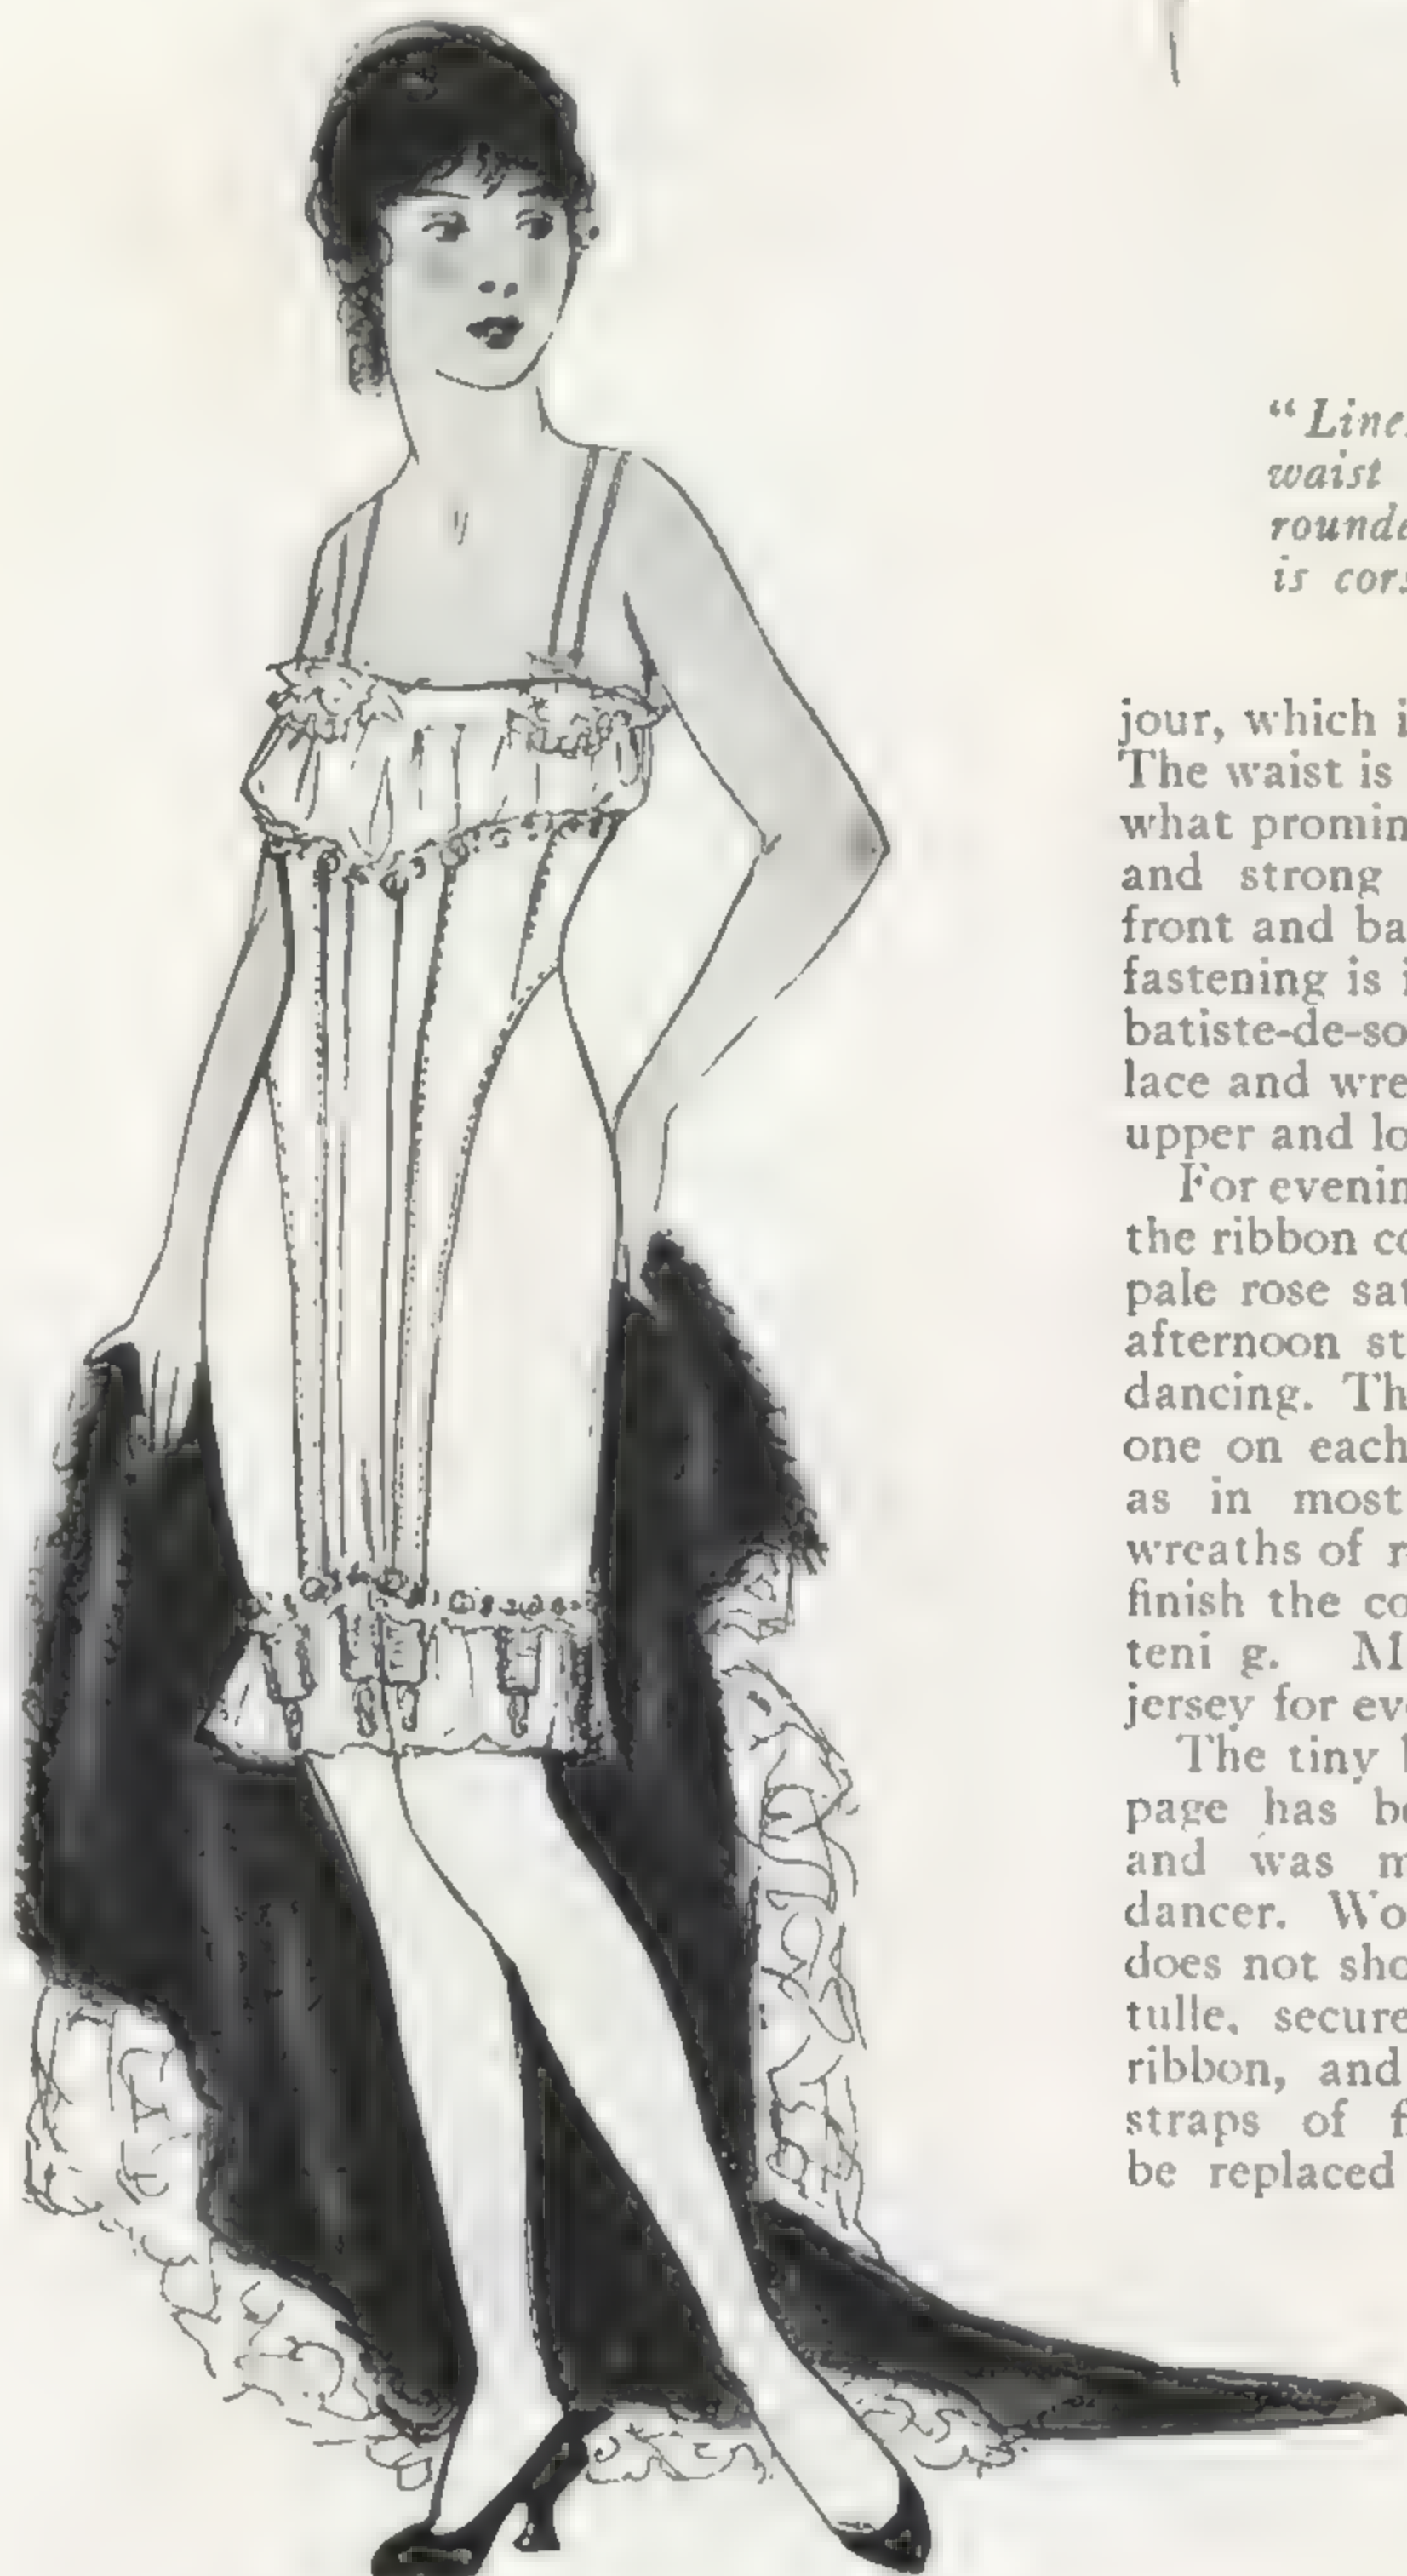 "Line
waist
rounde
is cors
jour, which i
The waist is
what promin
and strong
front and ba
fastening is i
batiste-de-so
lace and wre
upper and lo
For evenin
the ribbon co
pale rose sat
afternoon st
dancing. Th
one on each
as in most
wreaths of r
finish the co
teni g. M
jersey for eve
The tiny l
page has be
and was m
dancer. Wo
does not sho
tulle, secure
ribbon, and
straps of f
be replaced